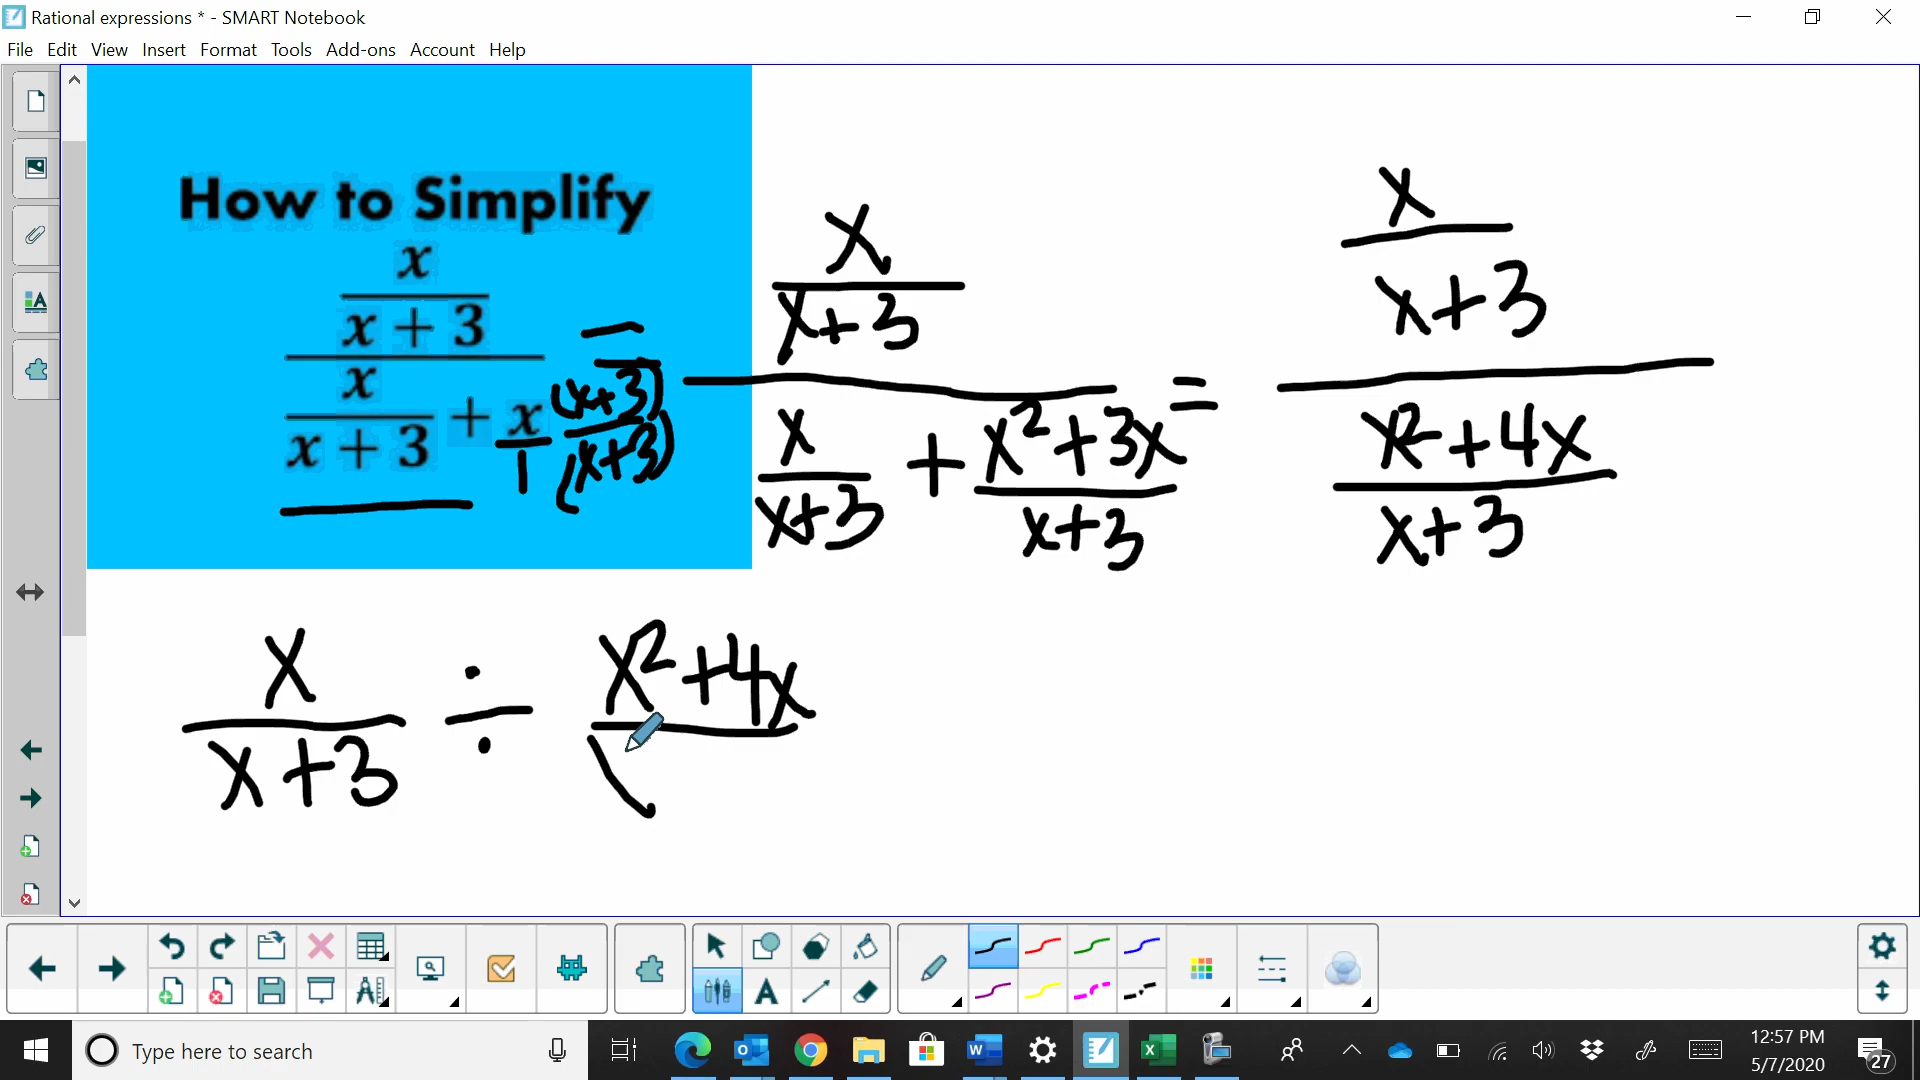 Rational expressions * - SMART Notebook
File Edit View Insert Format Tools Add-ons Account Help
How to Simplify
x
x + 3
x
x + 3
+ x
1
(x+3)
(x+3)
x
x+3
x
x+3
+
x²+3x
x+3
=
x
x+3
x²+4x
x+3
x
x+3
÷
x²+4x
Type here to search
12:57 PM
5/7/2020
27